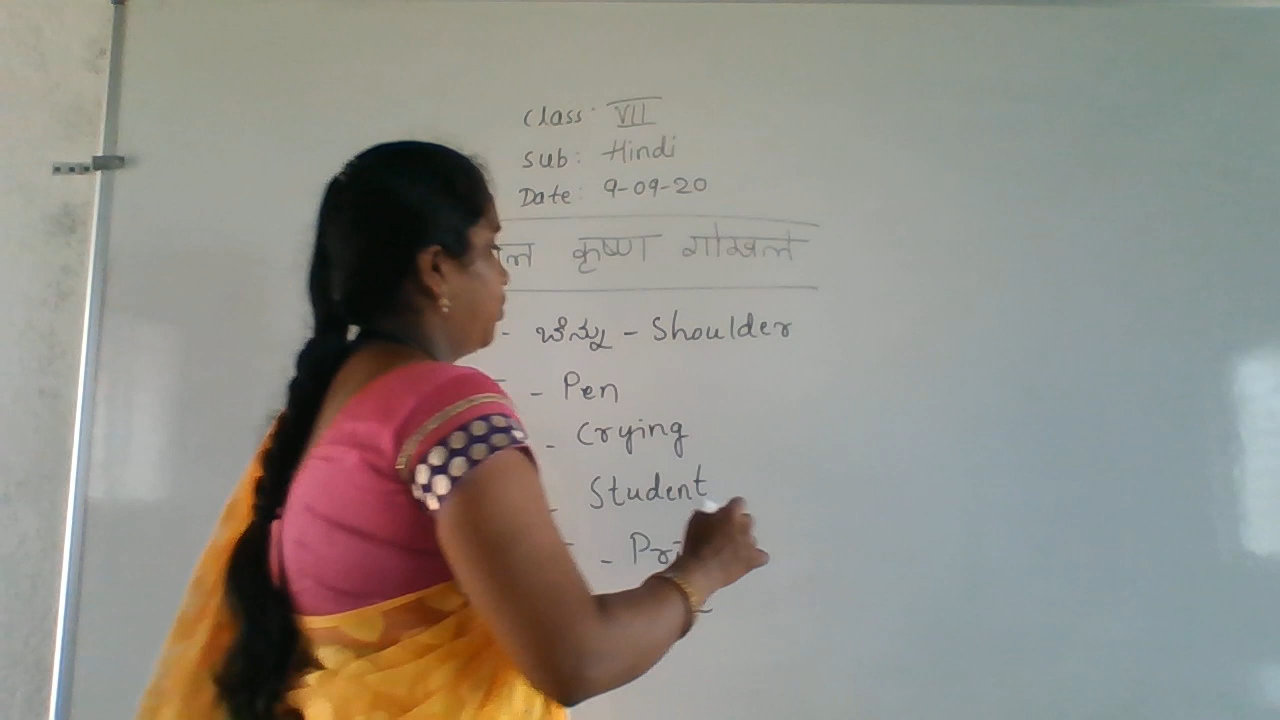 Class: VII
Sub: Hindi
Date: 9-09-20
कृष्ण गोखले
- ಬೆನ್ನು - Shoulder
- Pen
- Crying
- Student